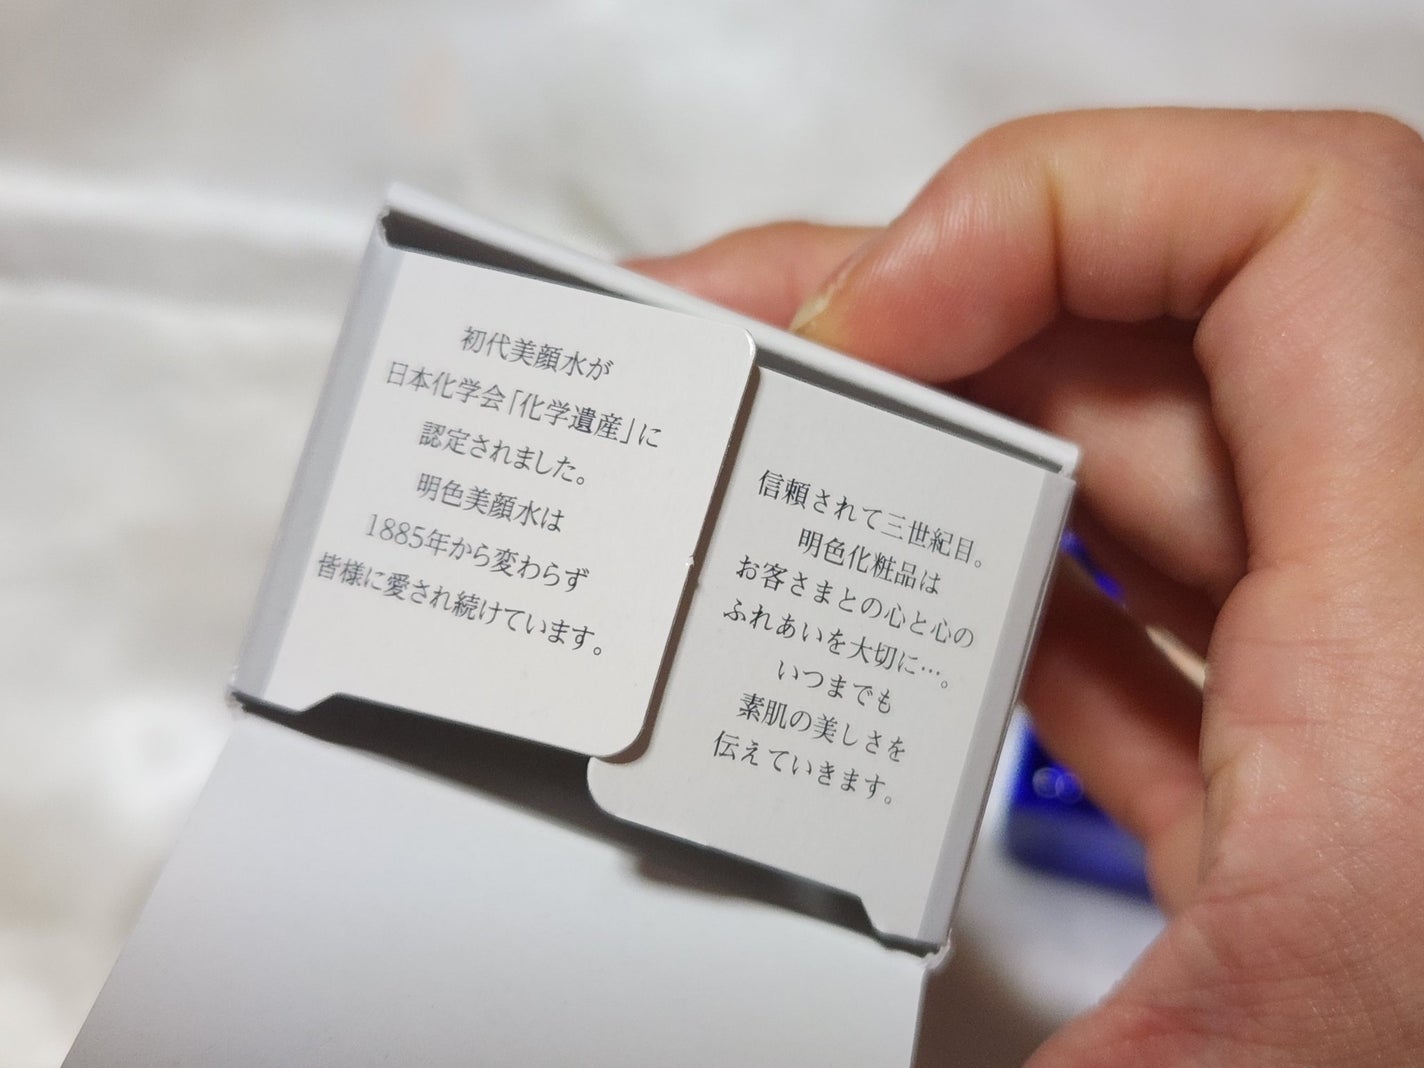 初代美顔水が
日本化学会「化学遺産」に
認定されました。
明色美顔水は
1885年から変わらず
皆様に愛され続けています。
信頼されて三世紀目。
明色化粧品は
お客さまとの心と心の
ふれあいを大切に…。
いつまでも
素肌の美しさを
伝えていきます。